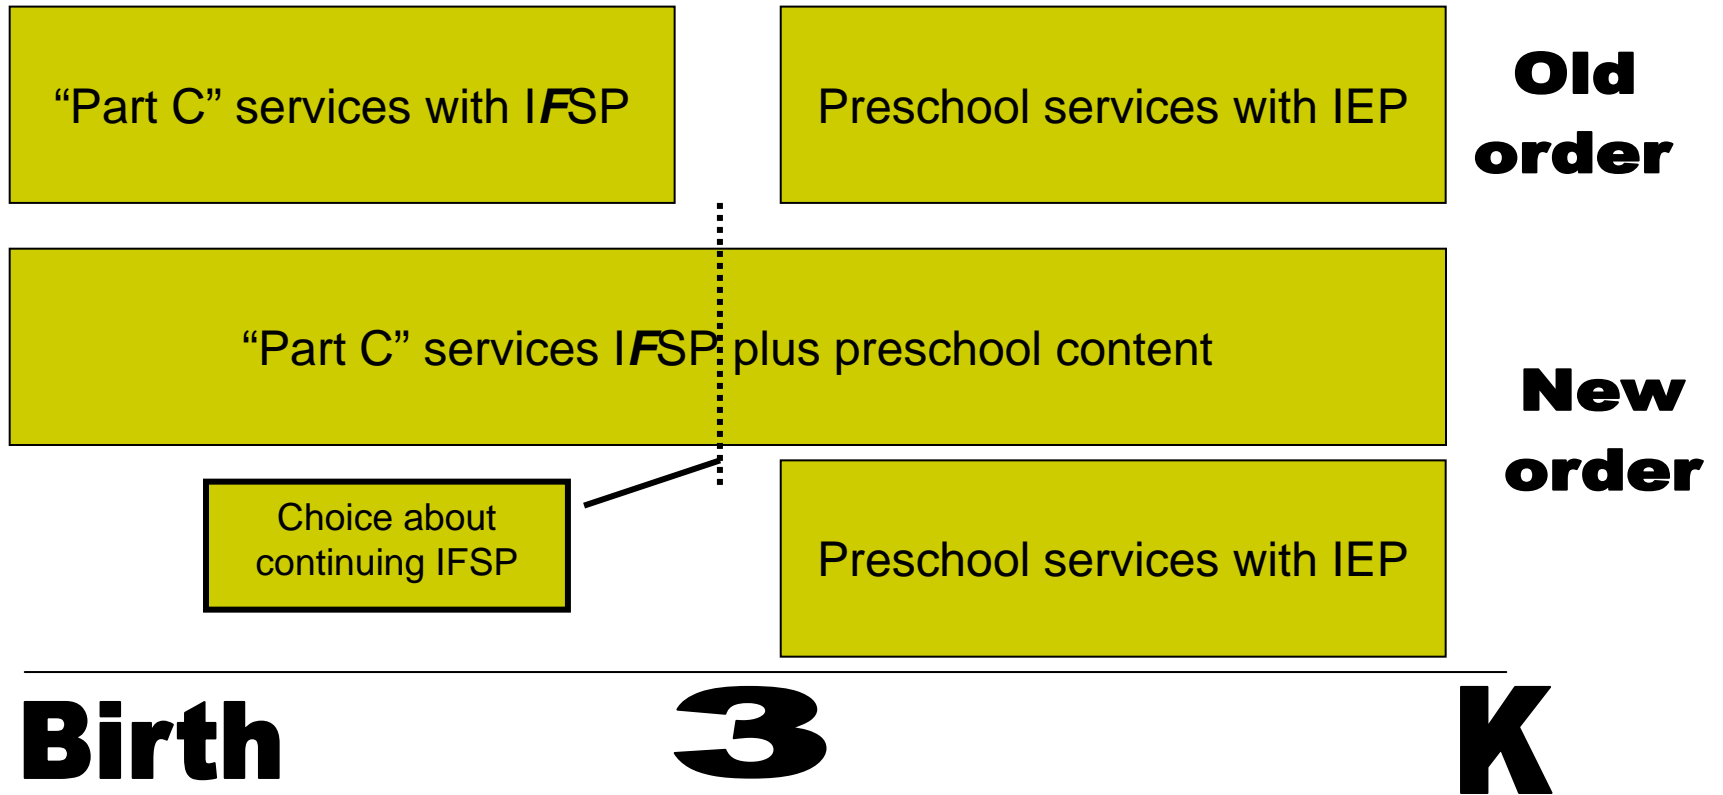 “Part C” services with IFSP
Preschool services with IEP
Old
order
“Part C” services IFSP plus preschool content
New
order
Choice about
continuing IFSP
Preschool services with IEP
Birth
3
K